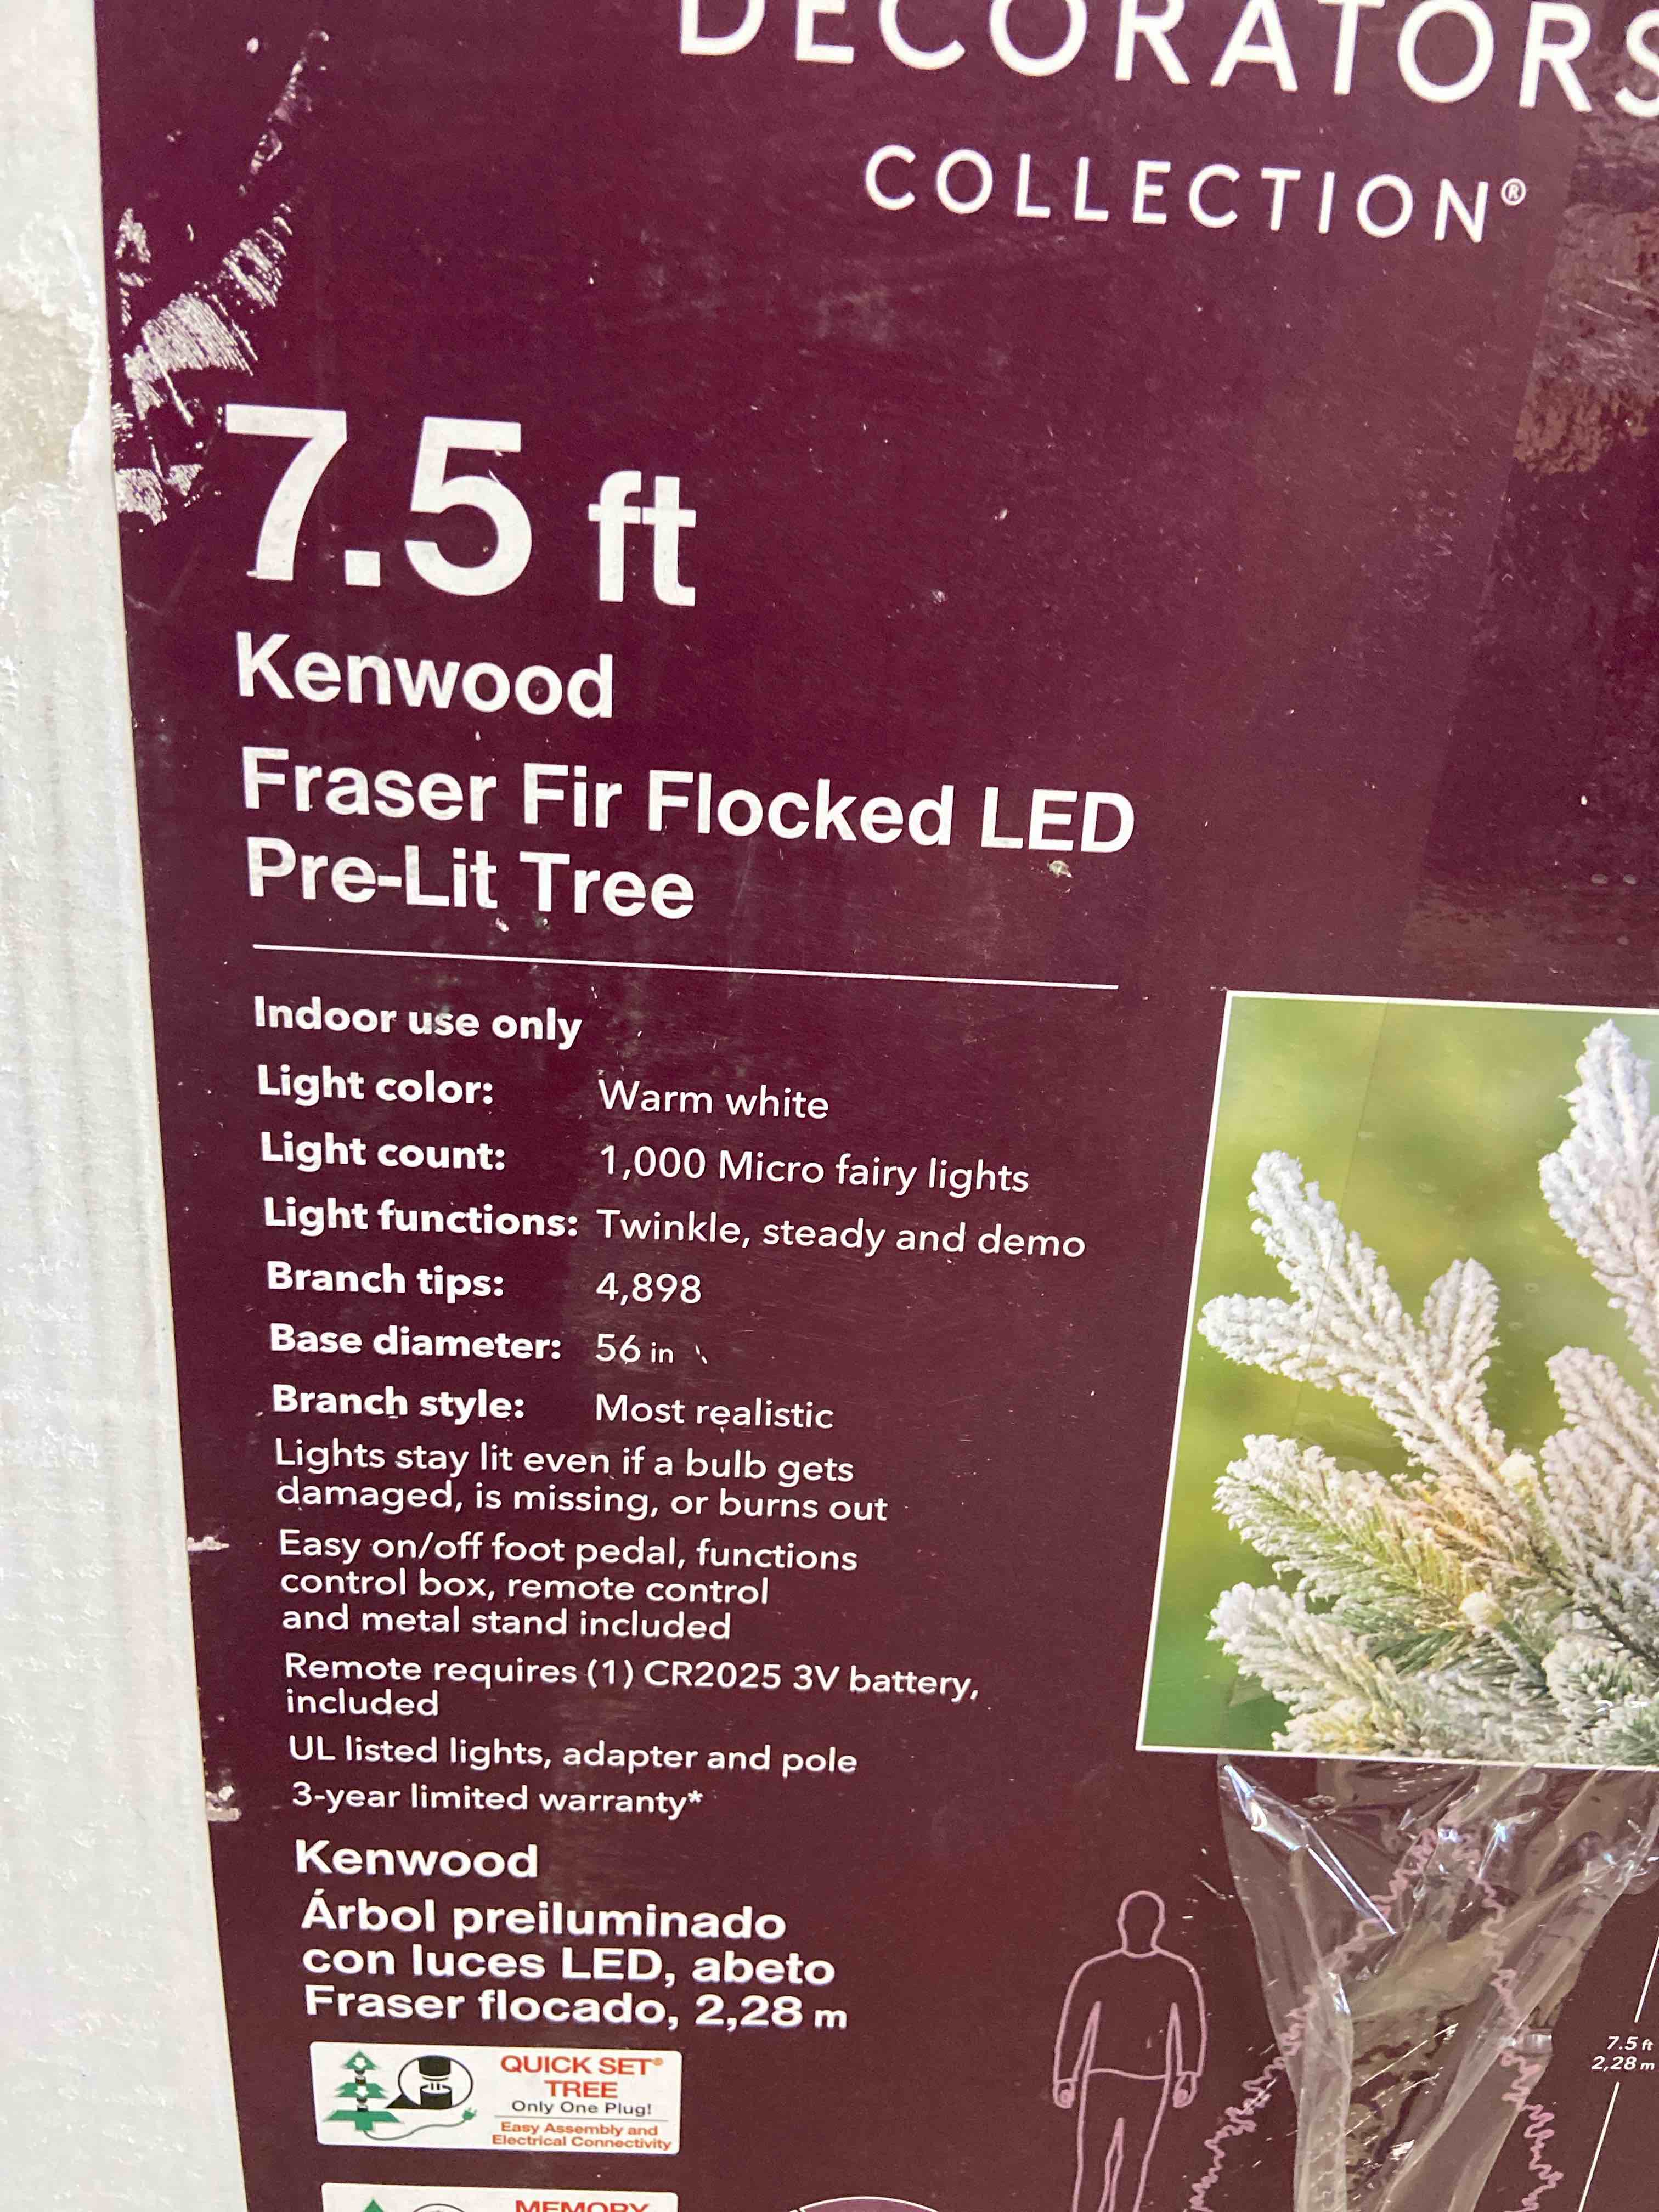 DECORATORS
COLLECTION®
7.5 ft
Kenwood
Fraser Fir Flocked LED
Pre-Lit Tree
Indoor use only
Light color: Warm white
Light count: 1,000 Micro fairy lights
Light functions: Twinkle, steady and demo
Branch tips: 4,898
Base diameter: 56 in
Branch style: Most realistic
Lights stay lit even if a bulb gets
damaged, is missing, or burns out
Easy on/off foot pedal, functions
control box, remote control
and metal stand included
Remote requires (1) CR2025 3V battery,
included
UL listed lights, adapter and pole
3-year limited warranty*
Kenwood
Árbol preiluminado
con luces LED, abeto
Fraser flocado, 2,28 m
QUICK SET®
TREE
Only One Plug!
Easy Assembly and
Electrical Connectivity
7.5 ft
2,28 m
MEMORY